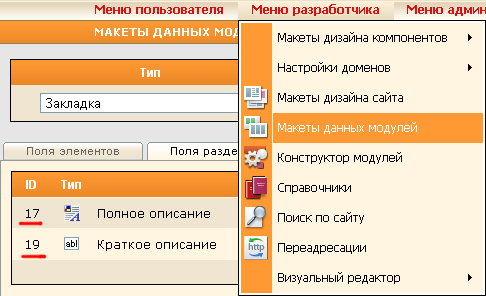 Меню пользователя Меню разработчика Меню админ
МАКЕТЫ ДАННЫХ МОД
Тип
Закладка
Поля элементов Поля разде
ID Тип
17 Полное описание
19 abl Краткое описание
Макеты дизайна компонентов
Настройки доменов
Макеты дизайна сайта
Макеты данных модулей
Конструктор модулей
Справочники
Поиск по сайту
http Переадресации
Визуальный редактор